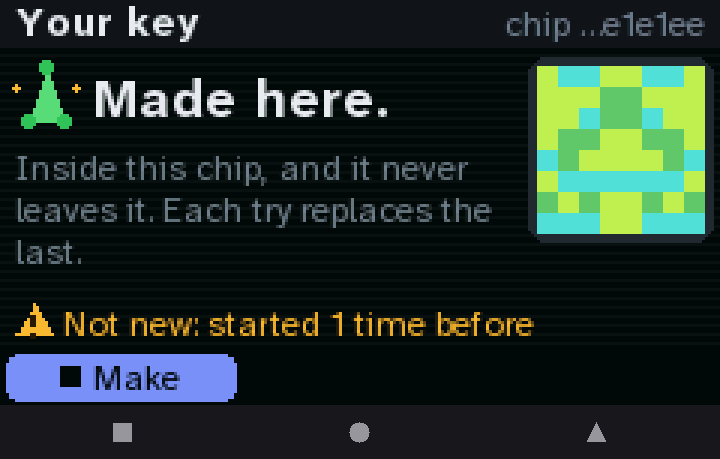 Your key
chip ...e1e1ee
Made here.
Inside this chip, and it never
leaves it. Each try replaces the
last.
Not new: started 1 time before
Make